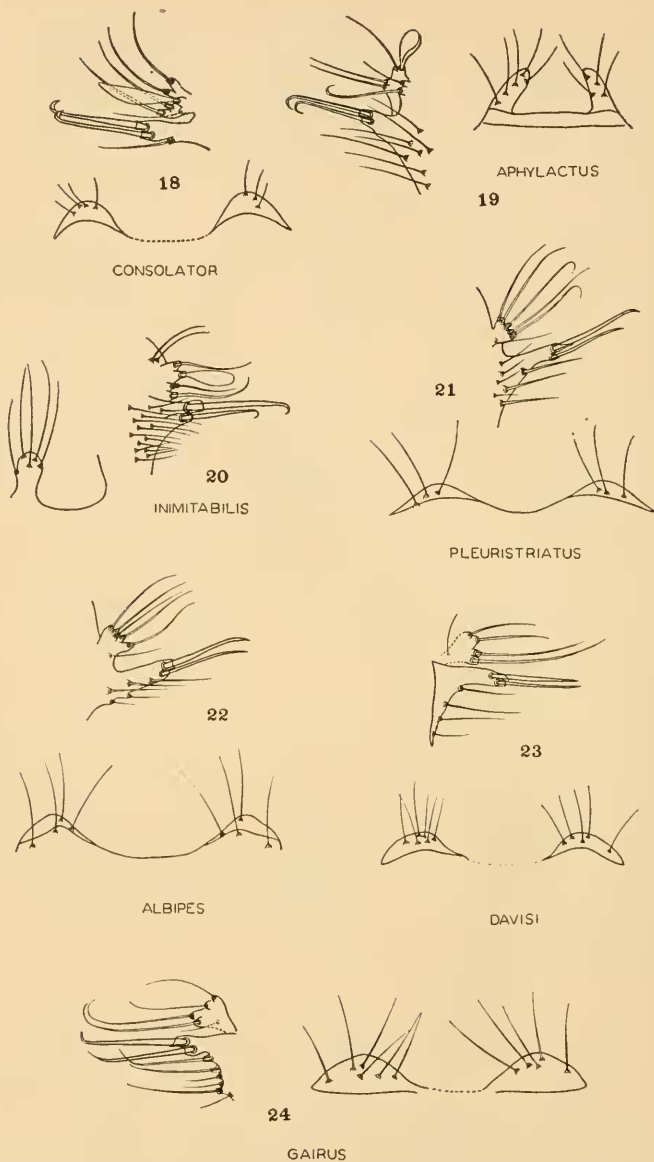 18
CONSOLATOR
APHYLACTUS
19
20
INIMITABILIS
21
PLEURISTRIATUS
22
ALBIPES
23
DAVISI
24
GAIRUS